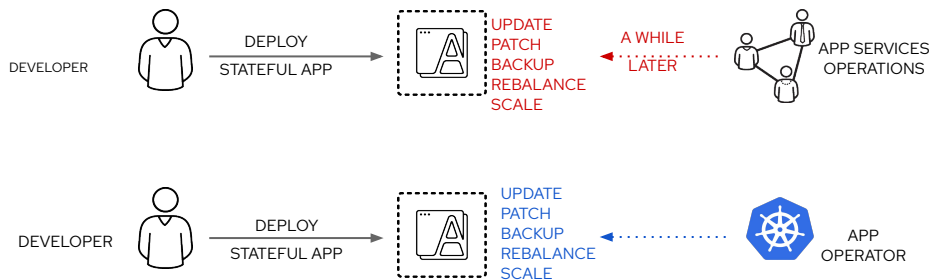 DEVELOPER
DEPLOY
STATEFUL APP
A
UPDATE
PATCH
BACKUP
REBALANCE
SCALE
A WHILE
LATER
APP SERVICES
OPERATIONS
DEVELOPER
DEPLOY
STATEFUL APP
A
UPDATE
PATCH
BACKUP
REBALANCE
SCALE
APP
OPERATOR